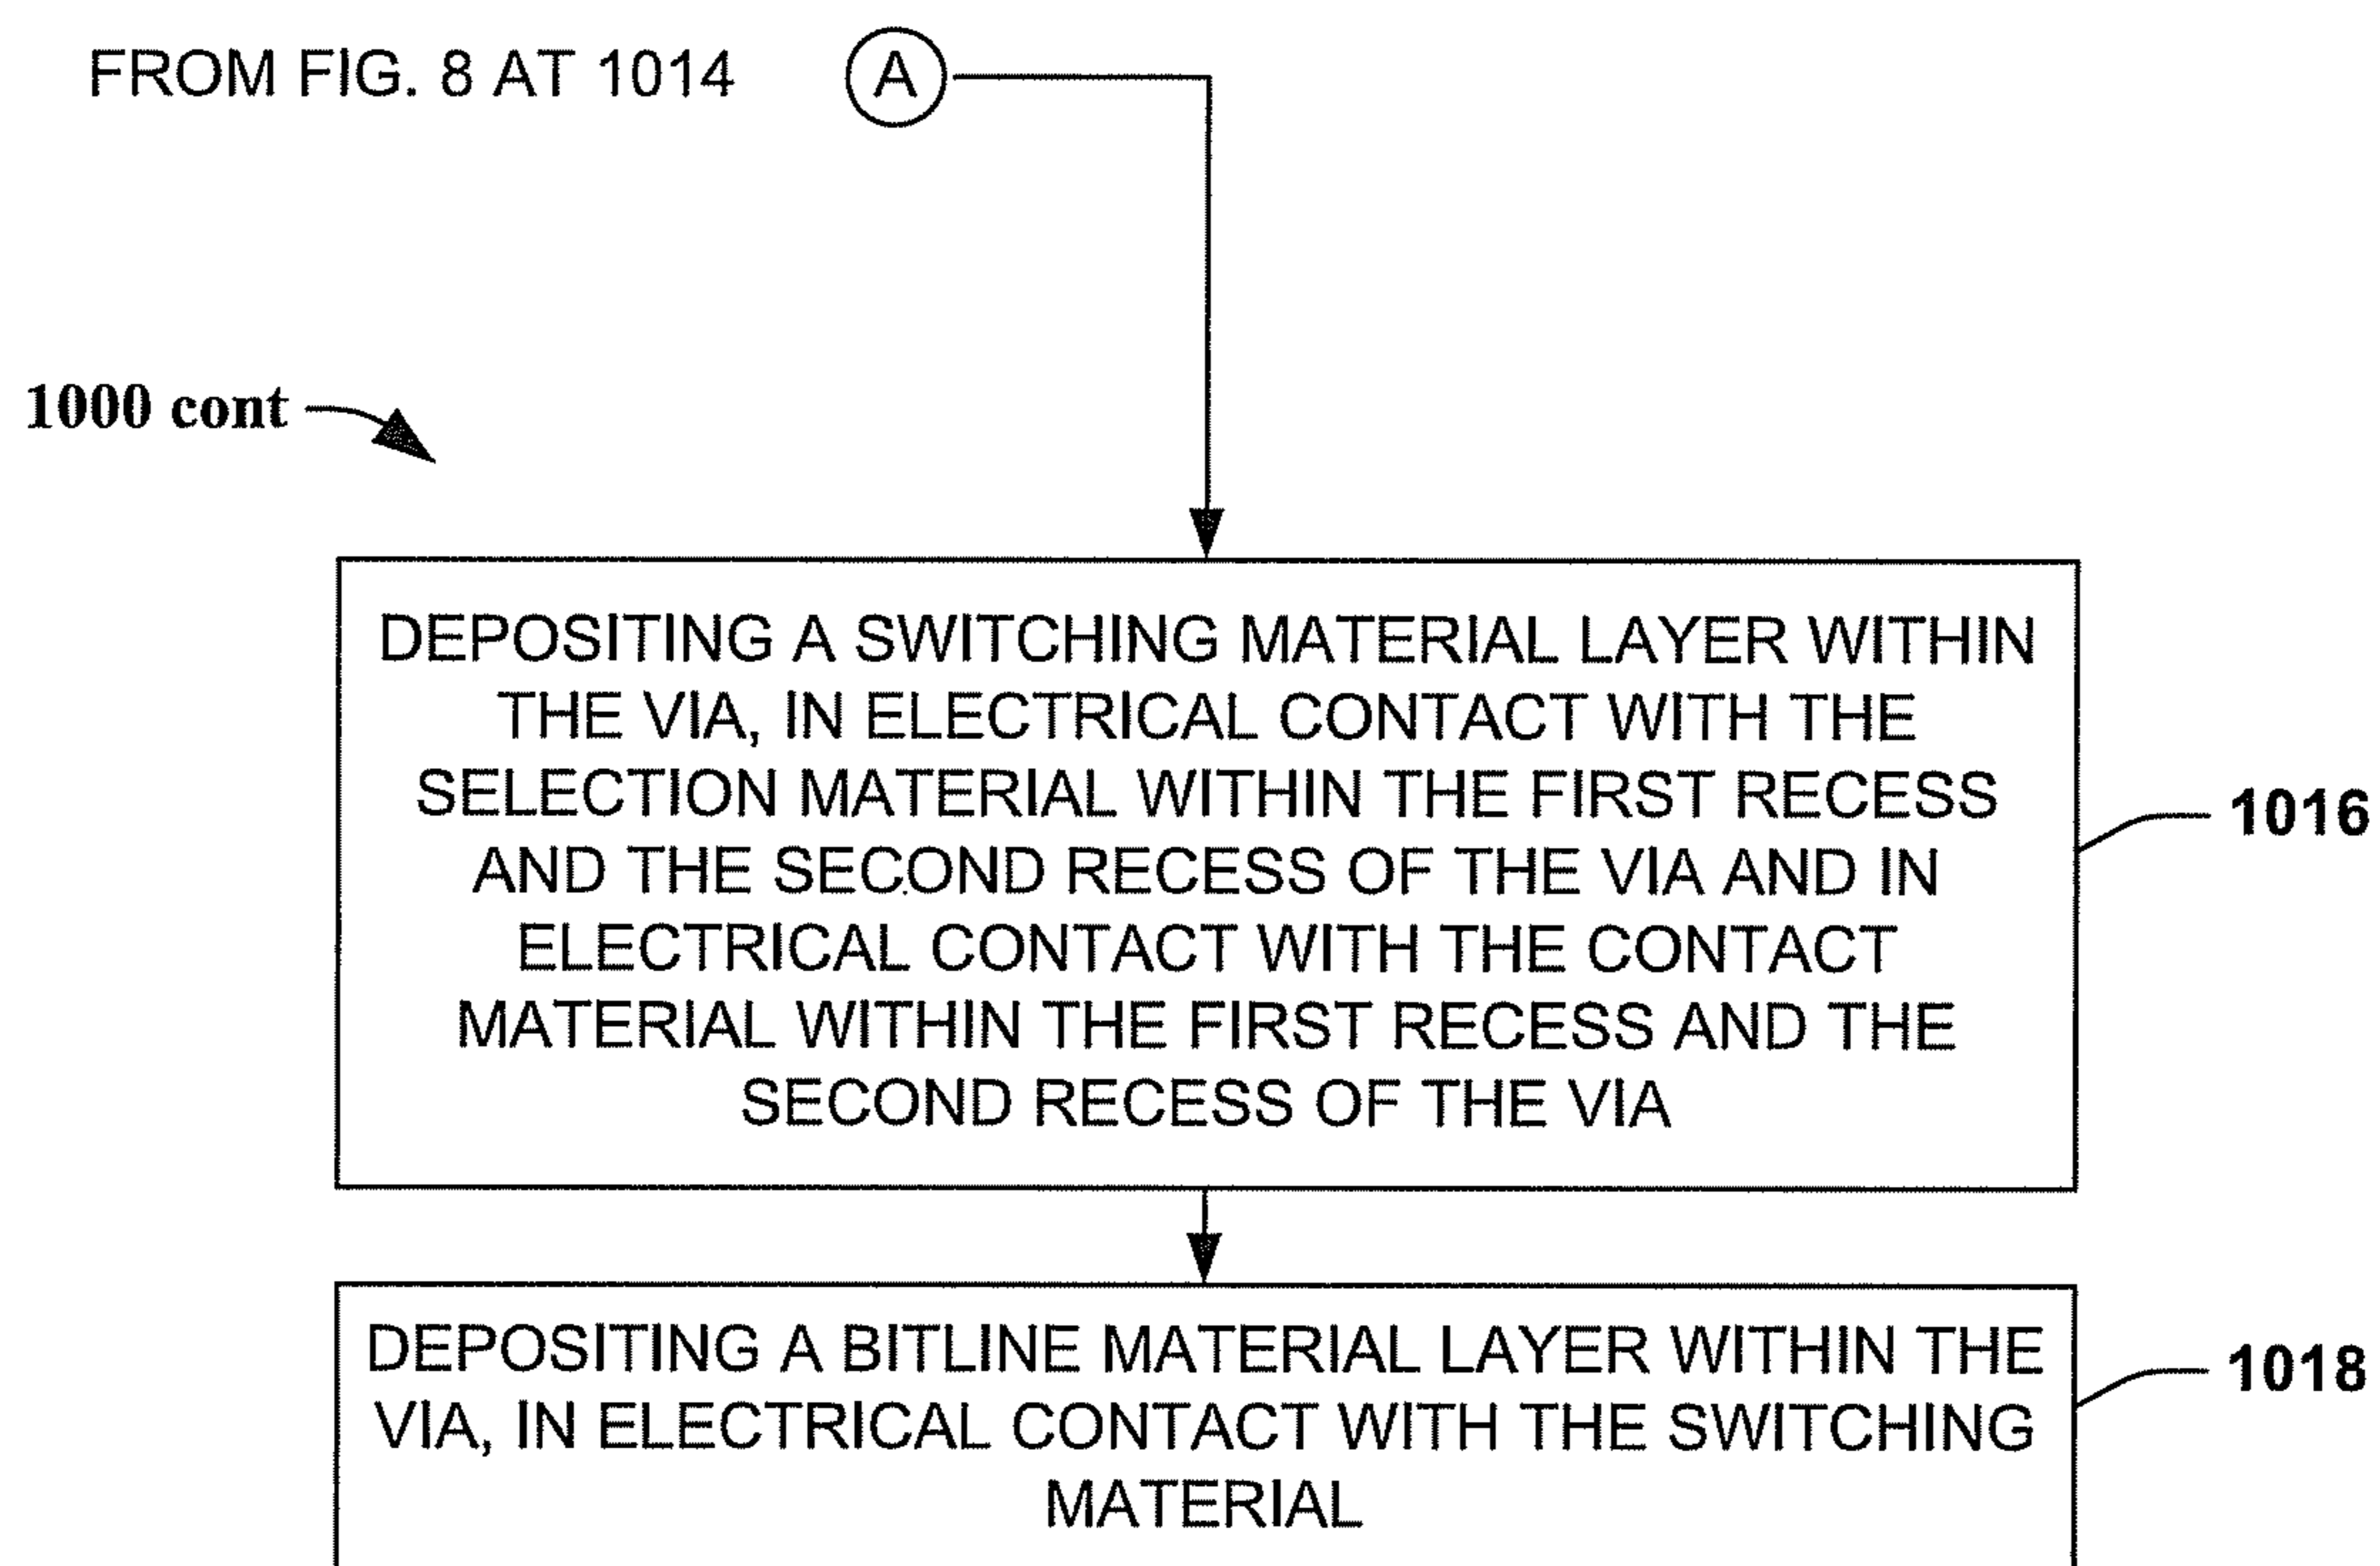 FROM FIG. 8 AT 1014 A
1000 cont
DEPOSITING A SWITCHING MATERIAL LAYER WITHIN
THE VIA, IN ELECTRICAL CONTACT WITH THE
SELECTION MATERIAL WITHIN THE FIRST RECESS
AND THE SECOND RECESS OF THE VIA AND IN
ELECTRICAL CONTACT WITH THE CONTACT
MATERIAL WITHIN THE FIRST RECESS AND THE
SECOND RECESS OF THE VIA
1016
DEPOSITING A BITLINE MATERIAL LAYER WITHIN THE
VIA, IN ELECTRICAL CONTACT WITH THE SWITCHING
MATERIAL
1018